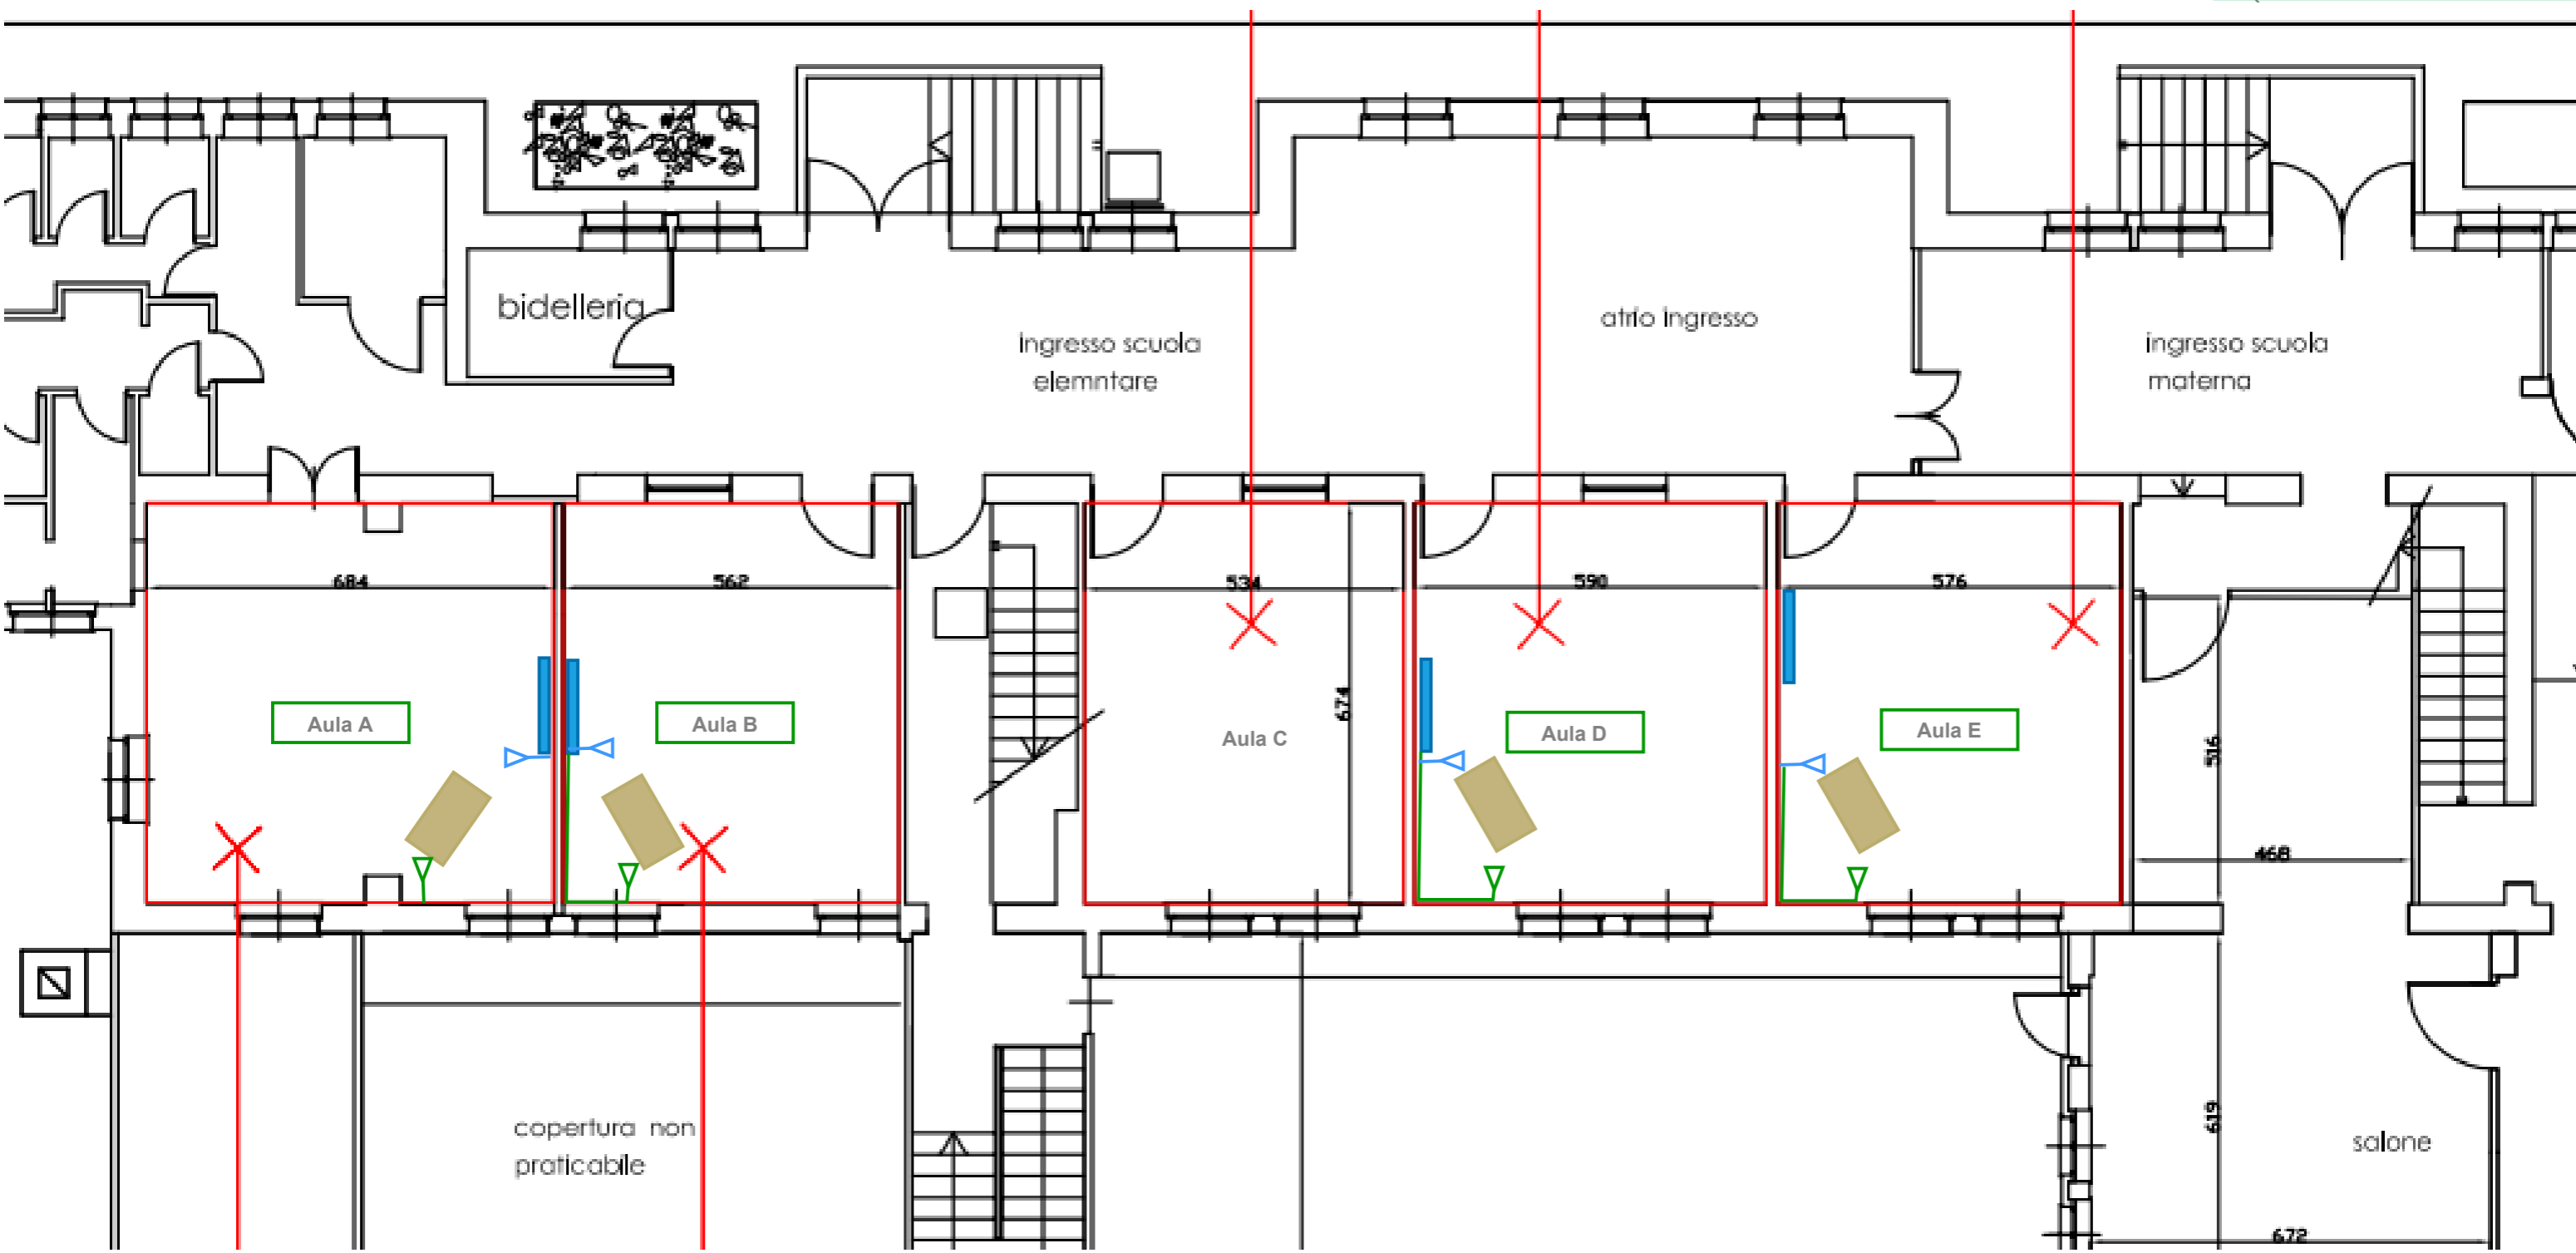 bidelleria
ingresso scuola
elemntare
atrio ingresso
ingresso scuola
materna
684
562
534
590
576
674
516
468
Aula A
Aula B
Aula C
Aula D
Aula E
copertura non
praticabile
619
salone
672